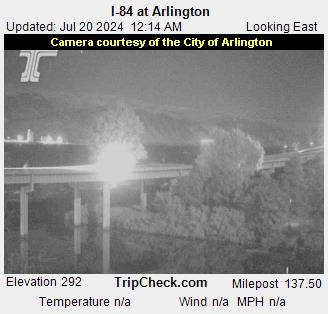 I-84 at Arlington
Updated: Jul 20 2024 12:14 AM Looking East
Camera courtesy of the City of Arlington
Elevation 292 TripCheck.com Milepost 137.50
Temperature n/a Wind n/a MPH n/a